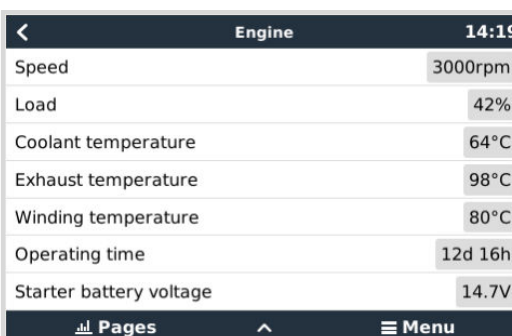 Engine 14:19
Speed 3000rpm
Load 42%
Coolant temperature 64°C
Exhaust temperature 98°C
Winding temperature 80°C
Operating time 12d 16h
Starter battery voltage 14.7V
Pages Menu